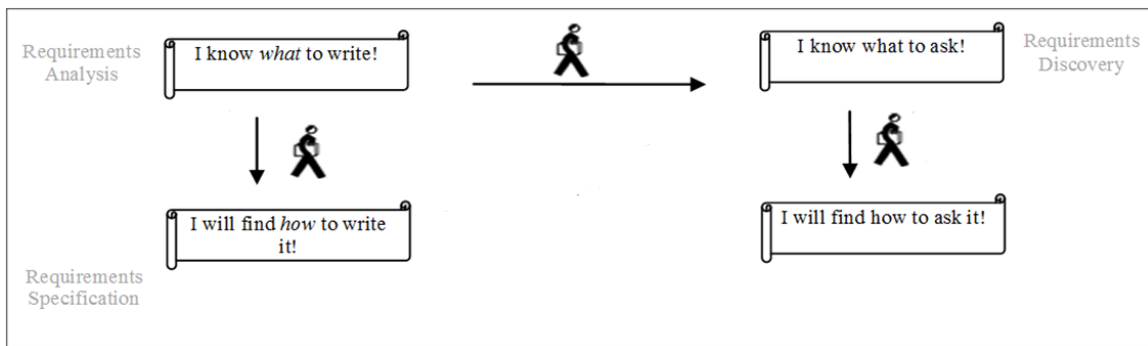 Requirements
Analysis
I know what to write!
I know what to ask!
Requirements
Discovery
I will find how to write
it!
I will find how to ask it!
Requirements
Specification